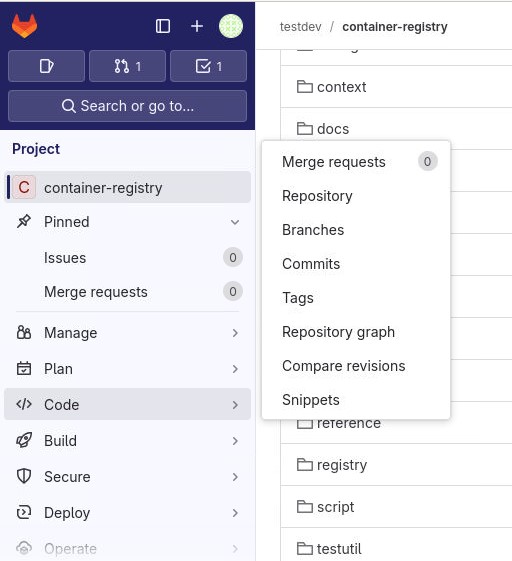 testdev / container-registry
1
1
Search or go to...
Project
C container-registry
Pinned
Issues 0
Merge requests 0
Manage
Plan
Code
Build
Secure
Deploy
Operate
context
docs
Merge requests 0
Repository
Branches
Commits
Tags
Repository graph
Compare revisions
Snippets
reference
registry
script
testutil